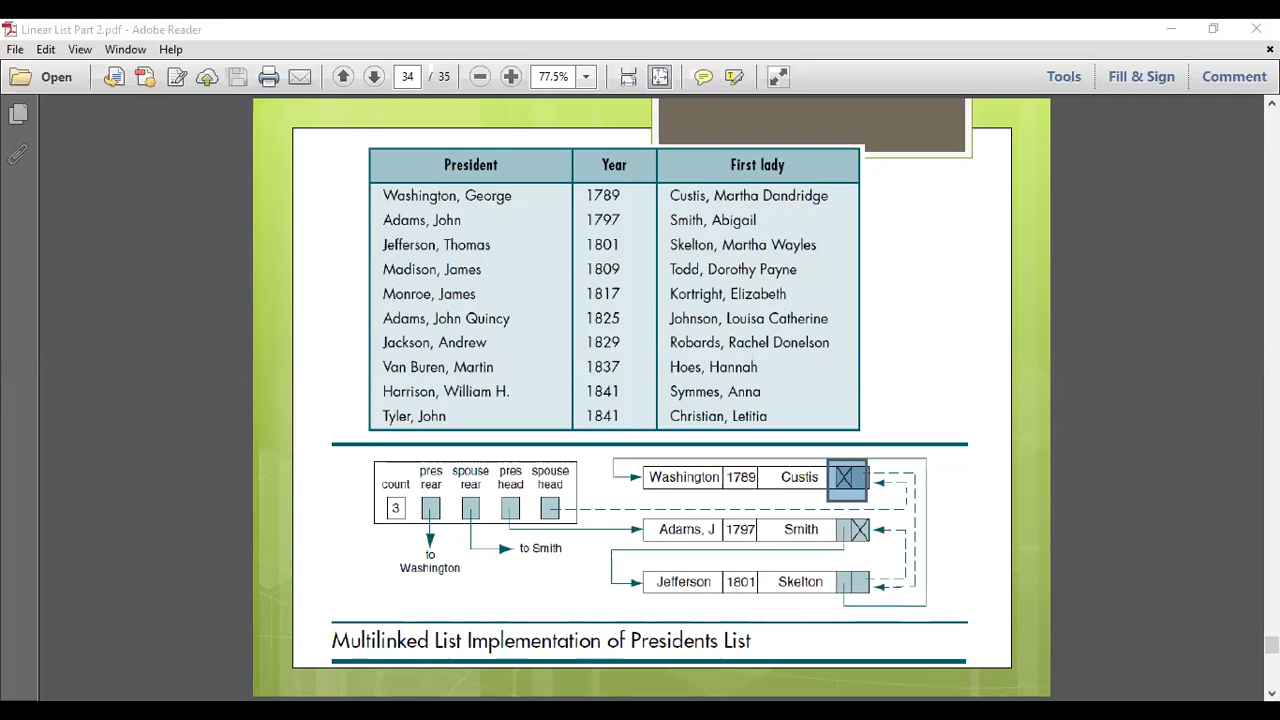 Linear List Part 2.pdf - Adobe Reader
File Edit View Window Help
Open 34 / 35 77.5% Tools Fill & Sign Comment
President Year First lady
Washington, George 1789 Custis, Martha Dandridge
Adams, John 1797 Smith, Abigail
Jefferson, Thomas 1801 Skelton, Martha Wayles
Madison, James 1809 Todd, Dorothy Payne
Monroe, James 1817 Kortright, Elizabeth
Adams, John Quincy 1825 Johnson, Louisa Catherine
Jackson, Andrew 1829 Robards, Rachel Donelson
Van Buren, Martin 1837 Hoes, Hannah
Harrison, William H. 1841 Symmes, Anna
Tyler, John 1841 Christian, Letitia
pres spouse pres spouse
count rear rear head head
3
to Washington
to Smith
Washington 1789 Custis
Adams, J 1797 Smith
Jefferson 1801 Skelton
Multilinked List Implementation of Presidents List